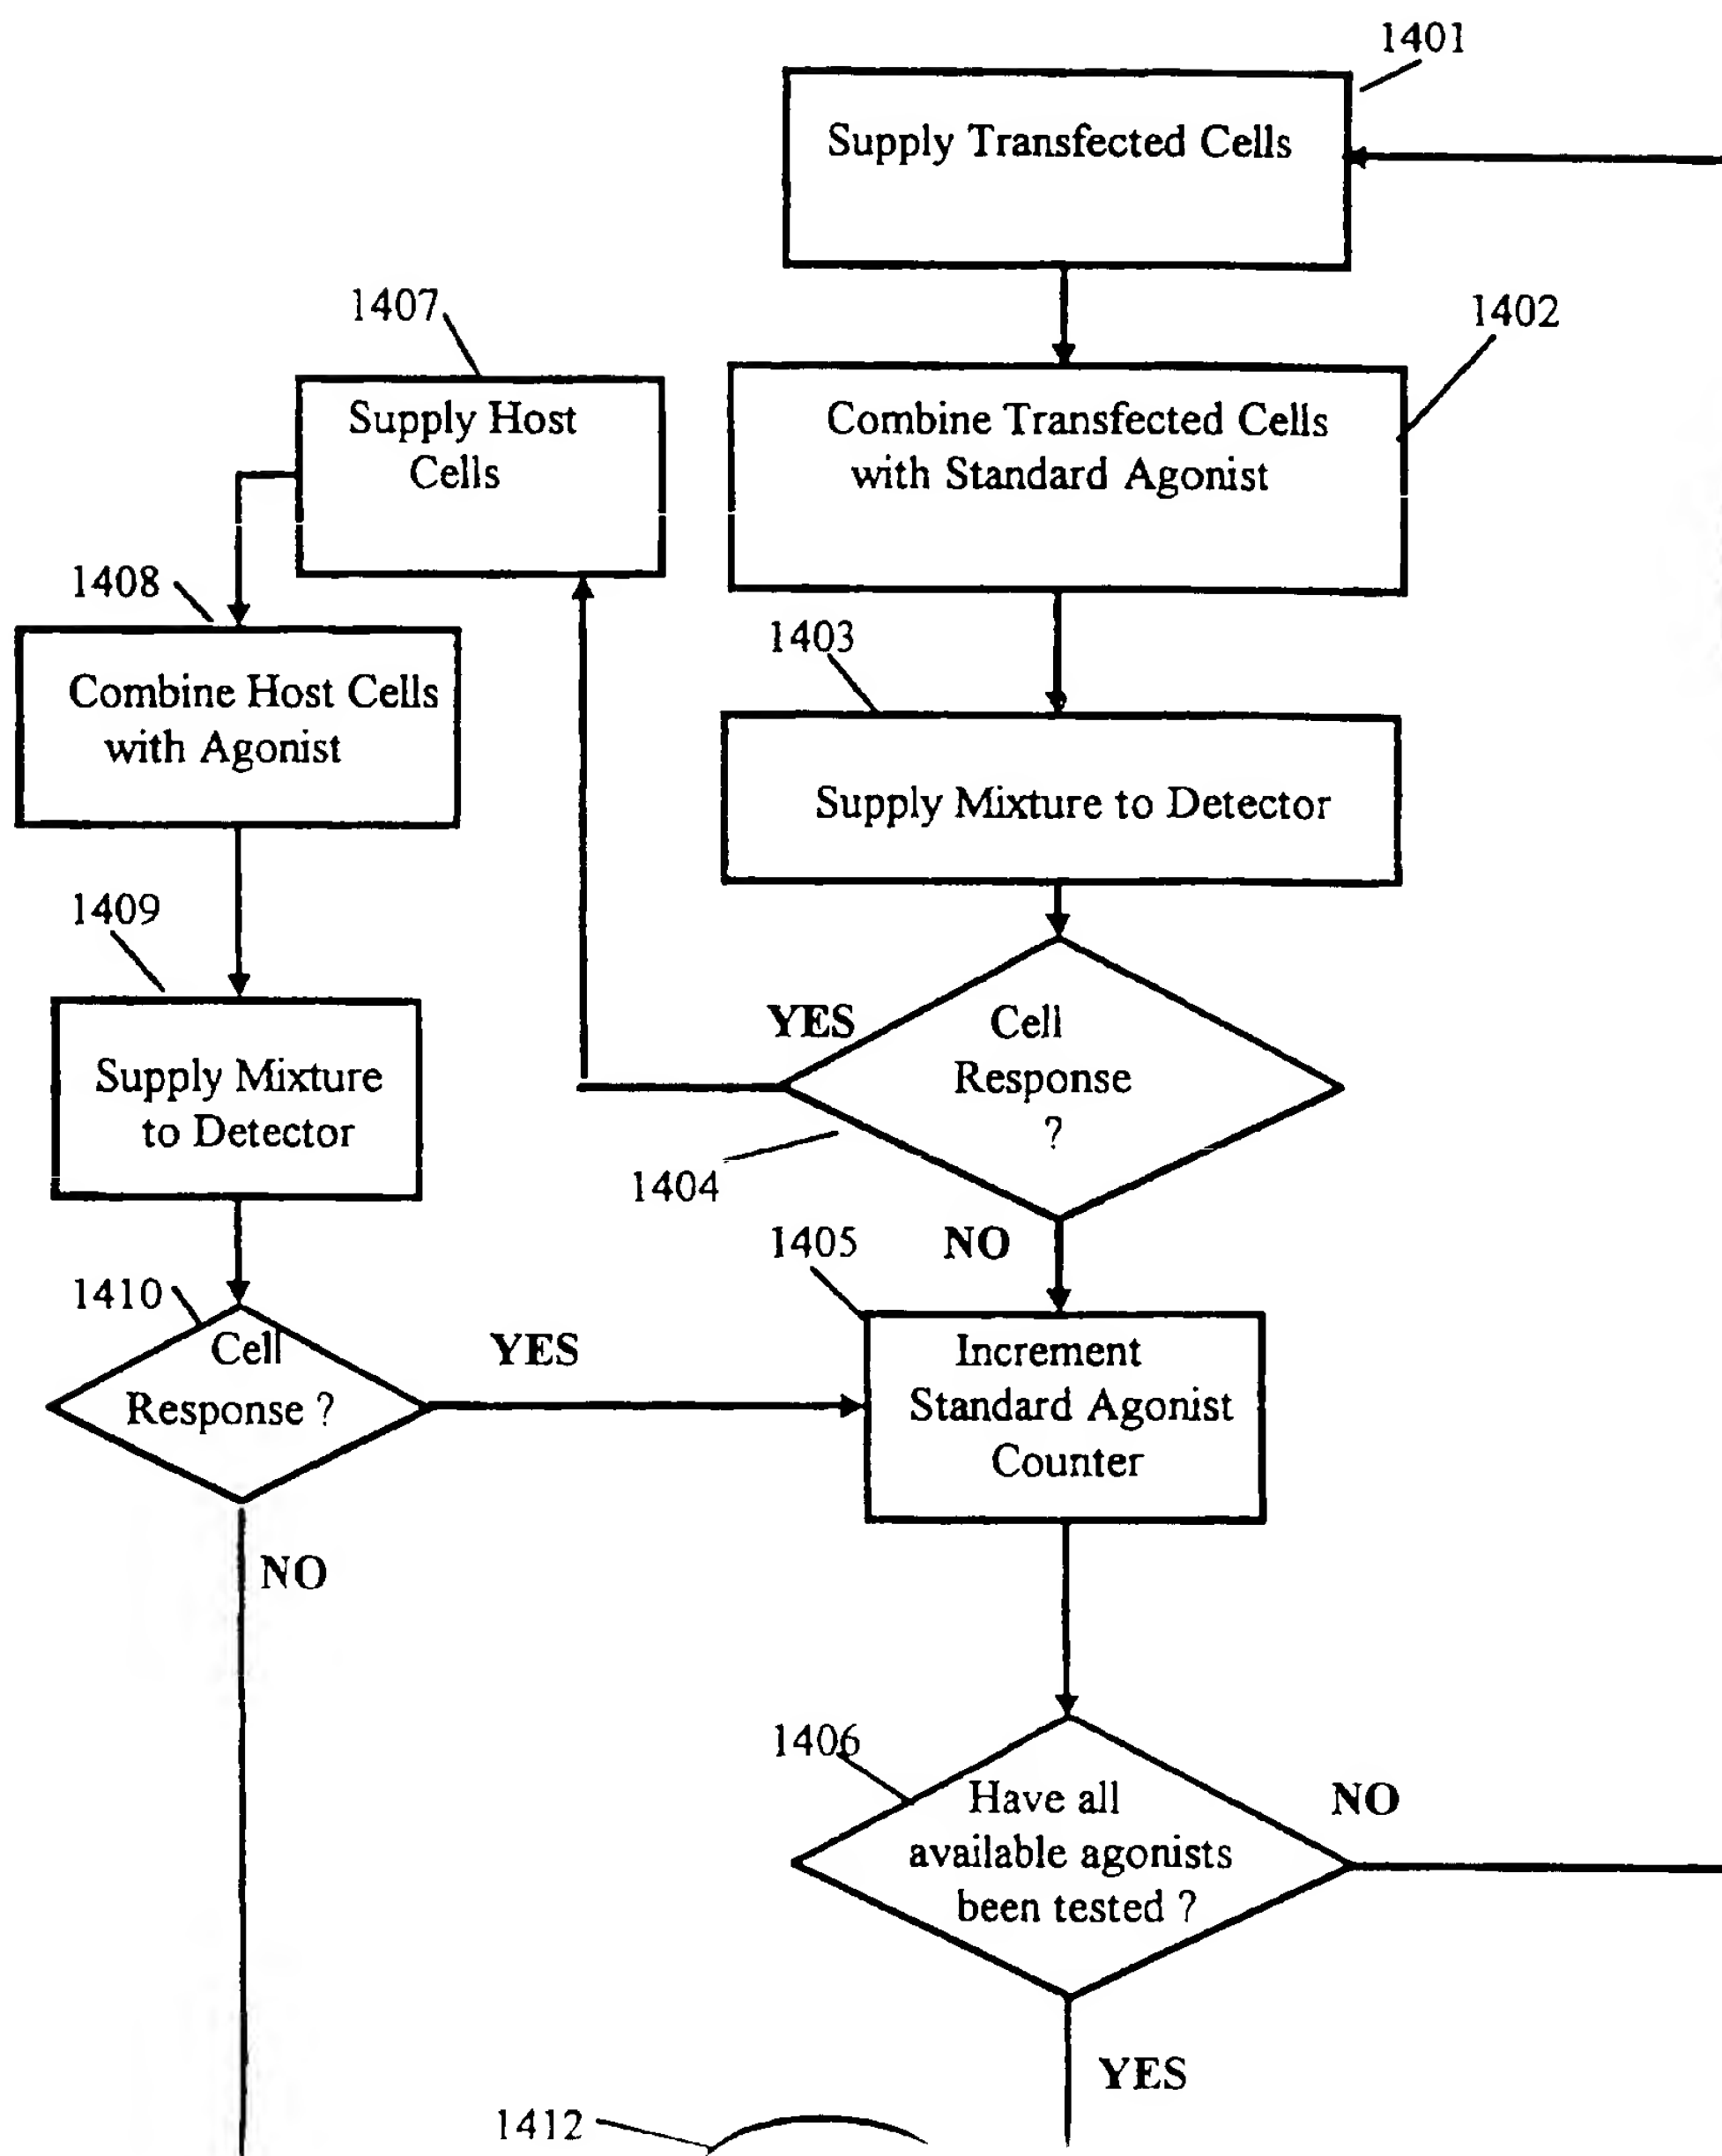 1401
Supply Transfected Cells
1407
1402
Supply Host
Cells
Combine Transfected Cells
with Standard Agonist
1408
1403
Combine Host Cells
with Agonist
Supply Mixture to Detector
1409
YES
Cell
Response
?
Supply Mixture
to Detector
1404
1405
NO
1410
Cell
Response ?
YES
Increment
Standard Agonist
Counter
NO
1406
Have all
available agonists
been tested ?
NO
YES
1412